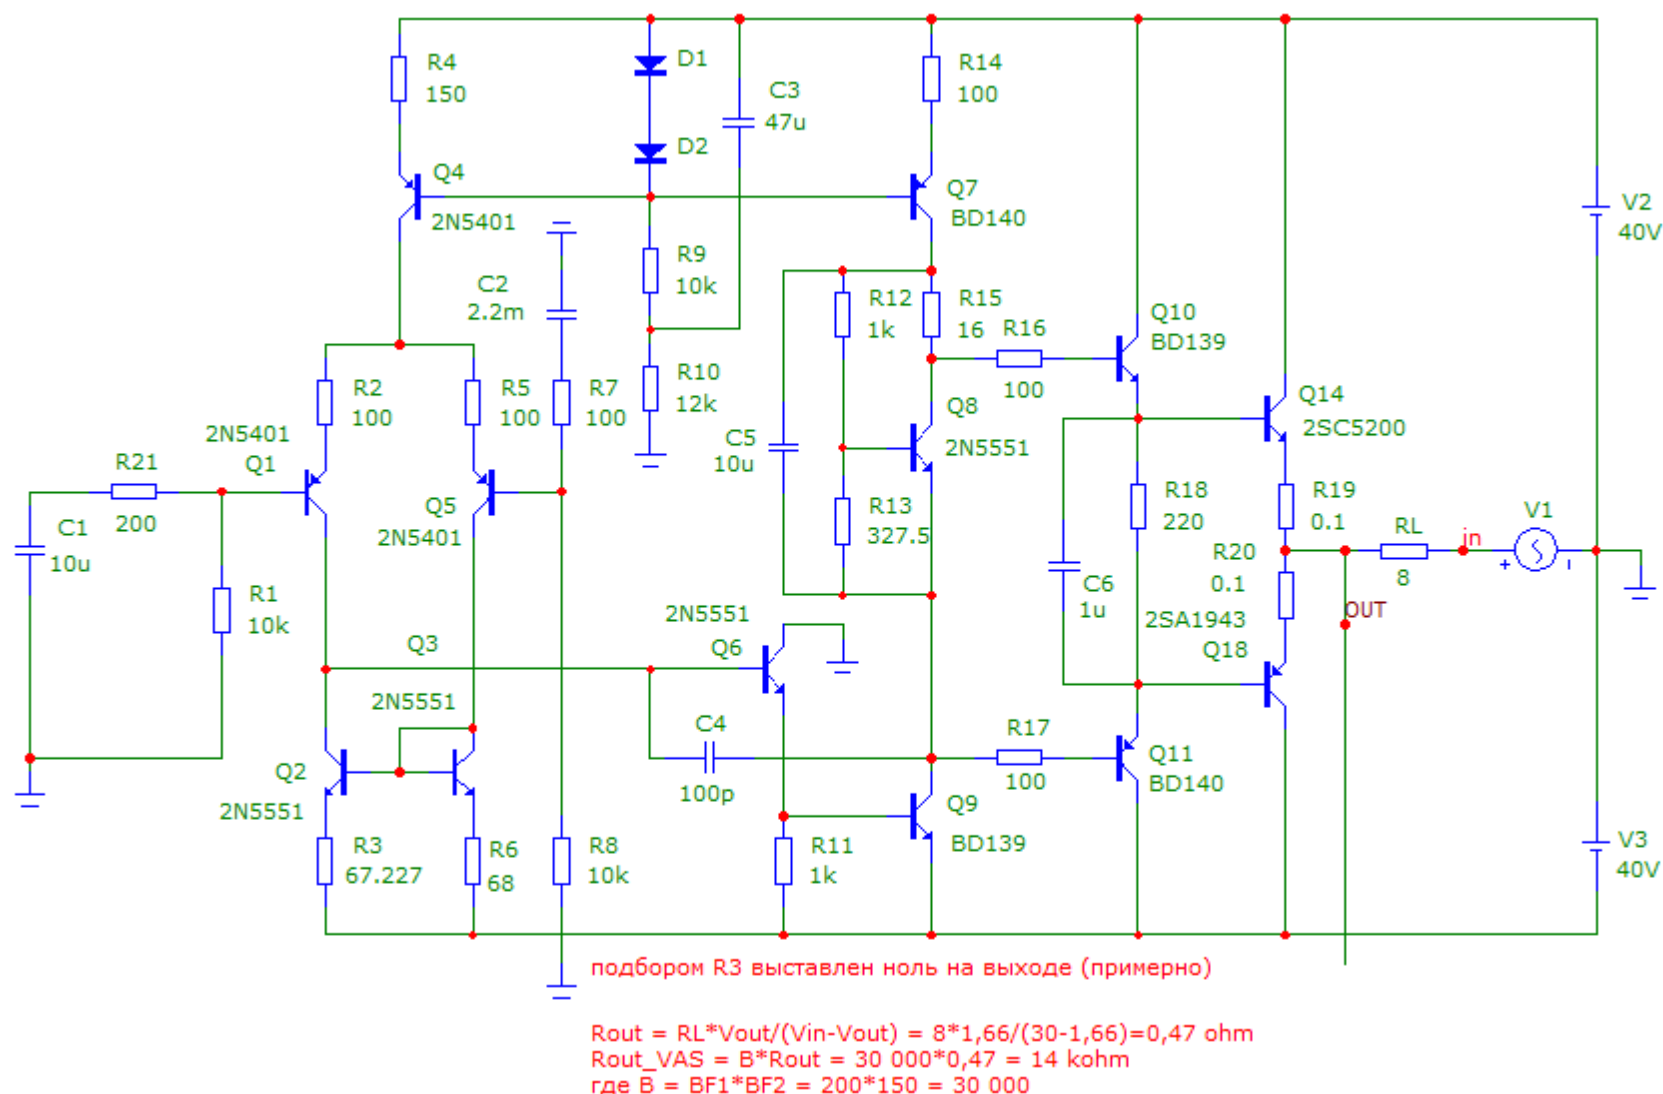 R4
150
D1
D2
C3
47u
R14
100
Q4
2N5401
Q7
BD140
V2
40V
C2
2.2m
R9
10k
R10
12k
R12
1k
R15
16
R16
100
Q10
BD139
R2
100
R5
100
R7
100
2N5401
Q1
Q5
2N5401
R21
200
C1
10u
R1
10k
C5
10u
Q8
2N5551
R13
327.5
Q14
2SC5200
R18
220
R19
0.1
R20
0.1
RL
8
in
V1
+
OUT
C6
1u
2SA1943
Q18
2N5551
Q6
Q3
2N5551
C4
100p
R17
100
Q11
BD140
Q2
2N5551
Q9
BD139
R3
67.227
R6
68
R8
10k
R11
1k
V3
40V
подбором R3 выставлен ноль на выходе (примерно)
Rout = RL*Vout/(Vin-Vout) = 8*1,66/(30-1,66)=0,47 ohm
Rout_VAS = B*Rout = 30 000*0,47 = 14 kohm
где B = BF1*BF2 = 200*150 = 30 000